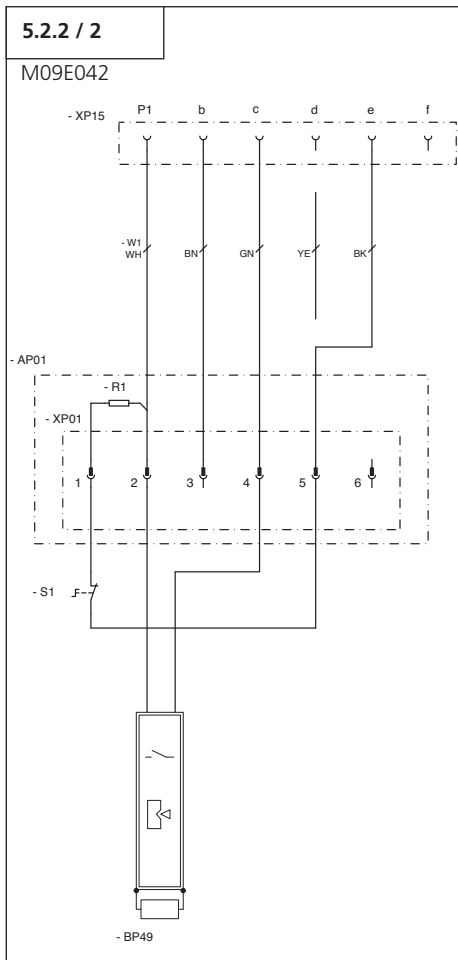 5.2.2 / 2
M09E042
- XP15 P1 b c d e f
- W1
WH BN GN YE BK
- AP01
- R1
- XP01
1 2 3 4 5 6
- S1
- BP49